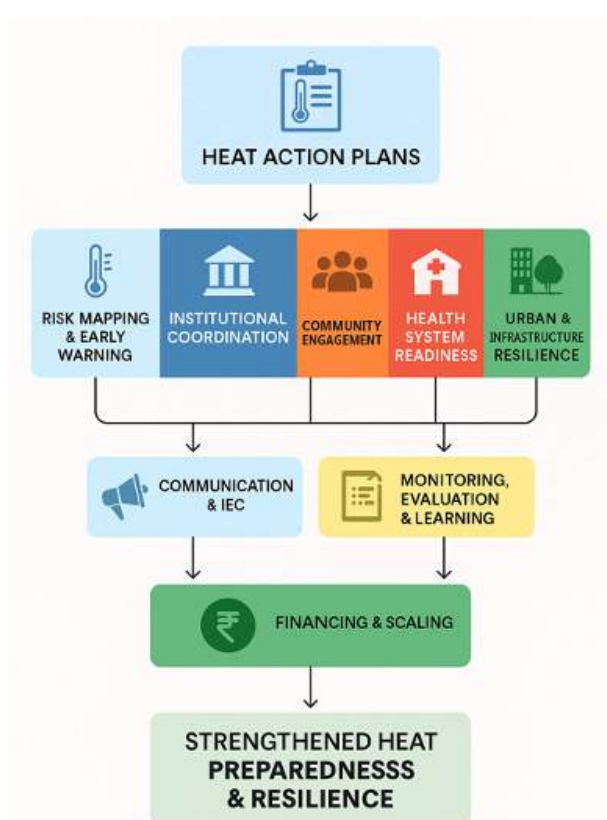 HEAT ACTION PLANS
RISK MAPPING
& EARLY
WARNING
INSTITUTIONAL
COORDINATION
COMMUNITY
ENGAGEMENT
HEALTH
SYSTEM
READINESS
URBAN &
INFRASTRUCTURE
RESILIENCE
COMMUNICATION
& IEC
MONITORING,
EVALUATION
& LEARNING
₹
FINANCING & SCALING
STRENGTHENED HEAT
PREPAREDNESSS
& RESILIENCE